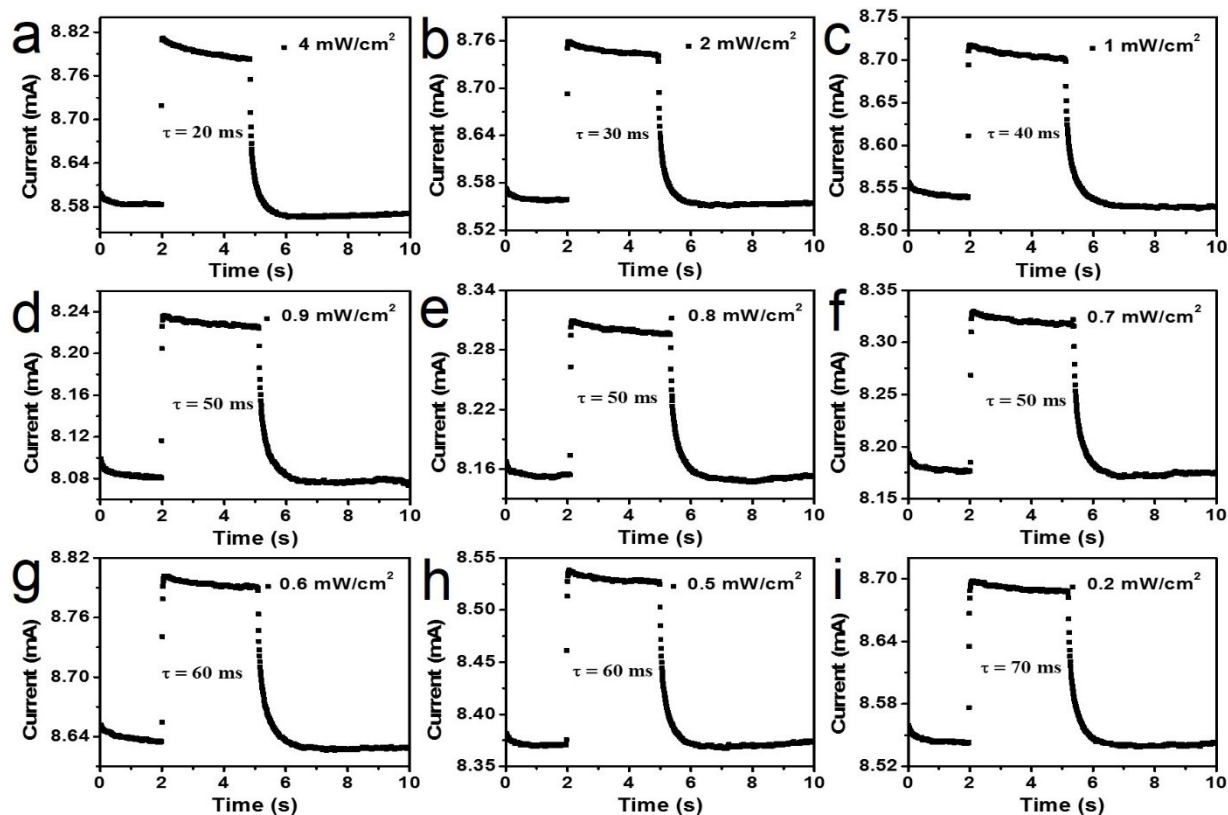 a
8.82
8.76
8.70
8.64
8.58
Current (mA)
4 mW/cm²
τ = 20 ms
0 2 4 6 8 10
Time (s)
b
8.76
8.70
8.64
8.58
8.52
Current (mA)
2 mW/cm²
τ = 30 ms
0 2 4 6 8 10
Time (s)
c
8.75
8.70
8.65
8.60
8.55
8.50
Current (mA)
1 mW/cm²
τ = 40 ms
0 2 4 6 8 10
Time (s)
d
8.24
8.20
8.16
8.12
8.08
Current (mA)
0.9 mW/cm²
τ = 50 ms
0 2 4 6 8 10
Time (s)
e
8.34
8.28
8.22
8.16
Current (mA)
0.8 mW/cm²
τ = 50 ms
0 2 4 6 8 10
Time (s)
f
8.35
8.30
8.25
8.20
8.15
Current (mA)
0.7 mW/cm²
τ = 50 ms
0 2 4 6 8 10
Time (s)
g
8.82
8.76
8.70
8.64
Current (mA)
0.6 mW/cm²
τ = 60 ms
0 2 4 6 8 10
Time (s)
h
8.55
8.50
8.45
8.40
8.35
Current (mA)
0.5 mW/cm²
τ = 60 ms
0 2 4 6 8 10
Time (s)
i
8.70
8.64
8.58
8.52
Current (mA)
0.2 mW/cm²
τ = 70 ms
0 2 4 6 8 10
Time (s)